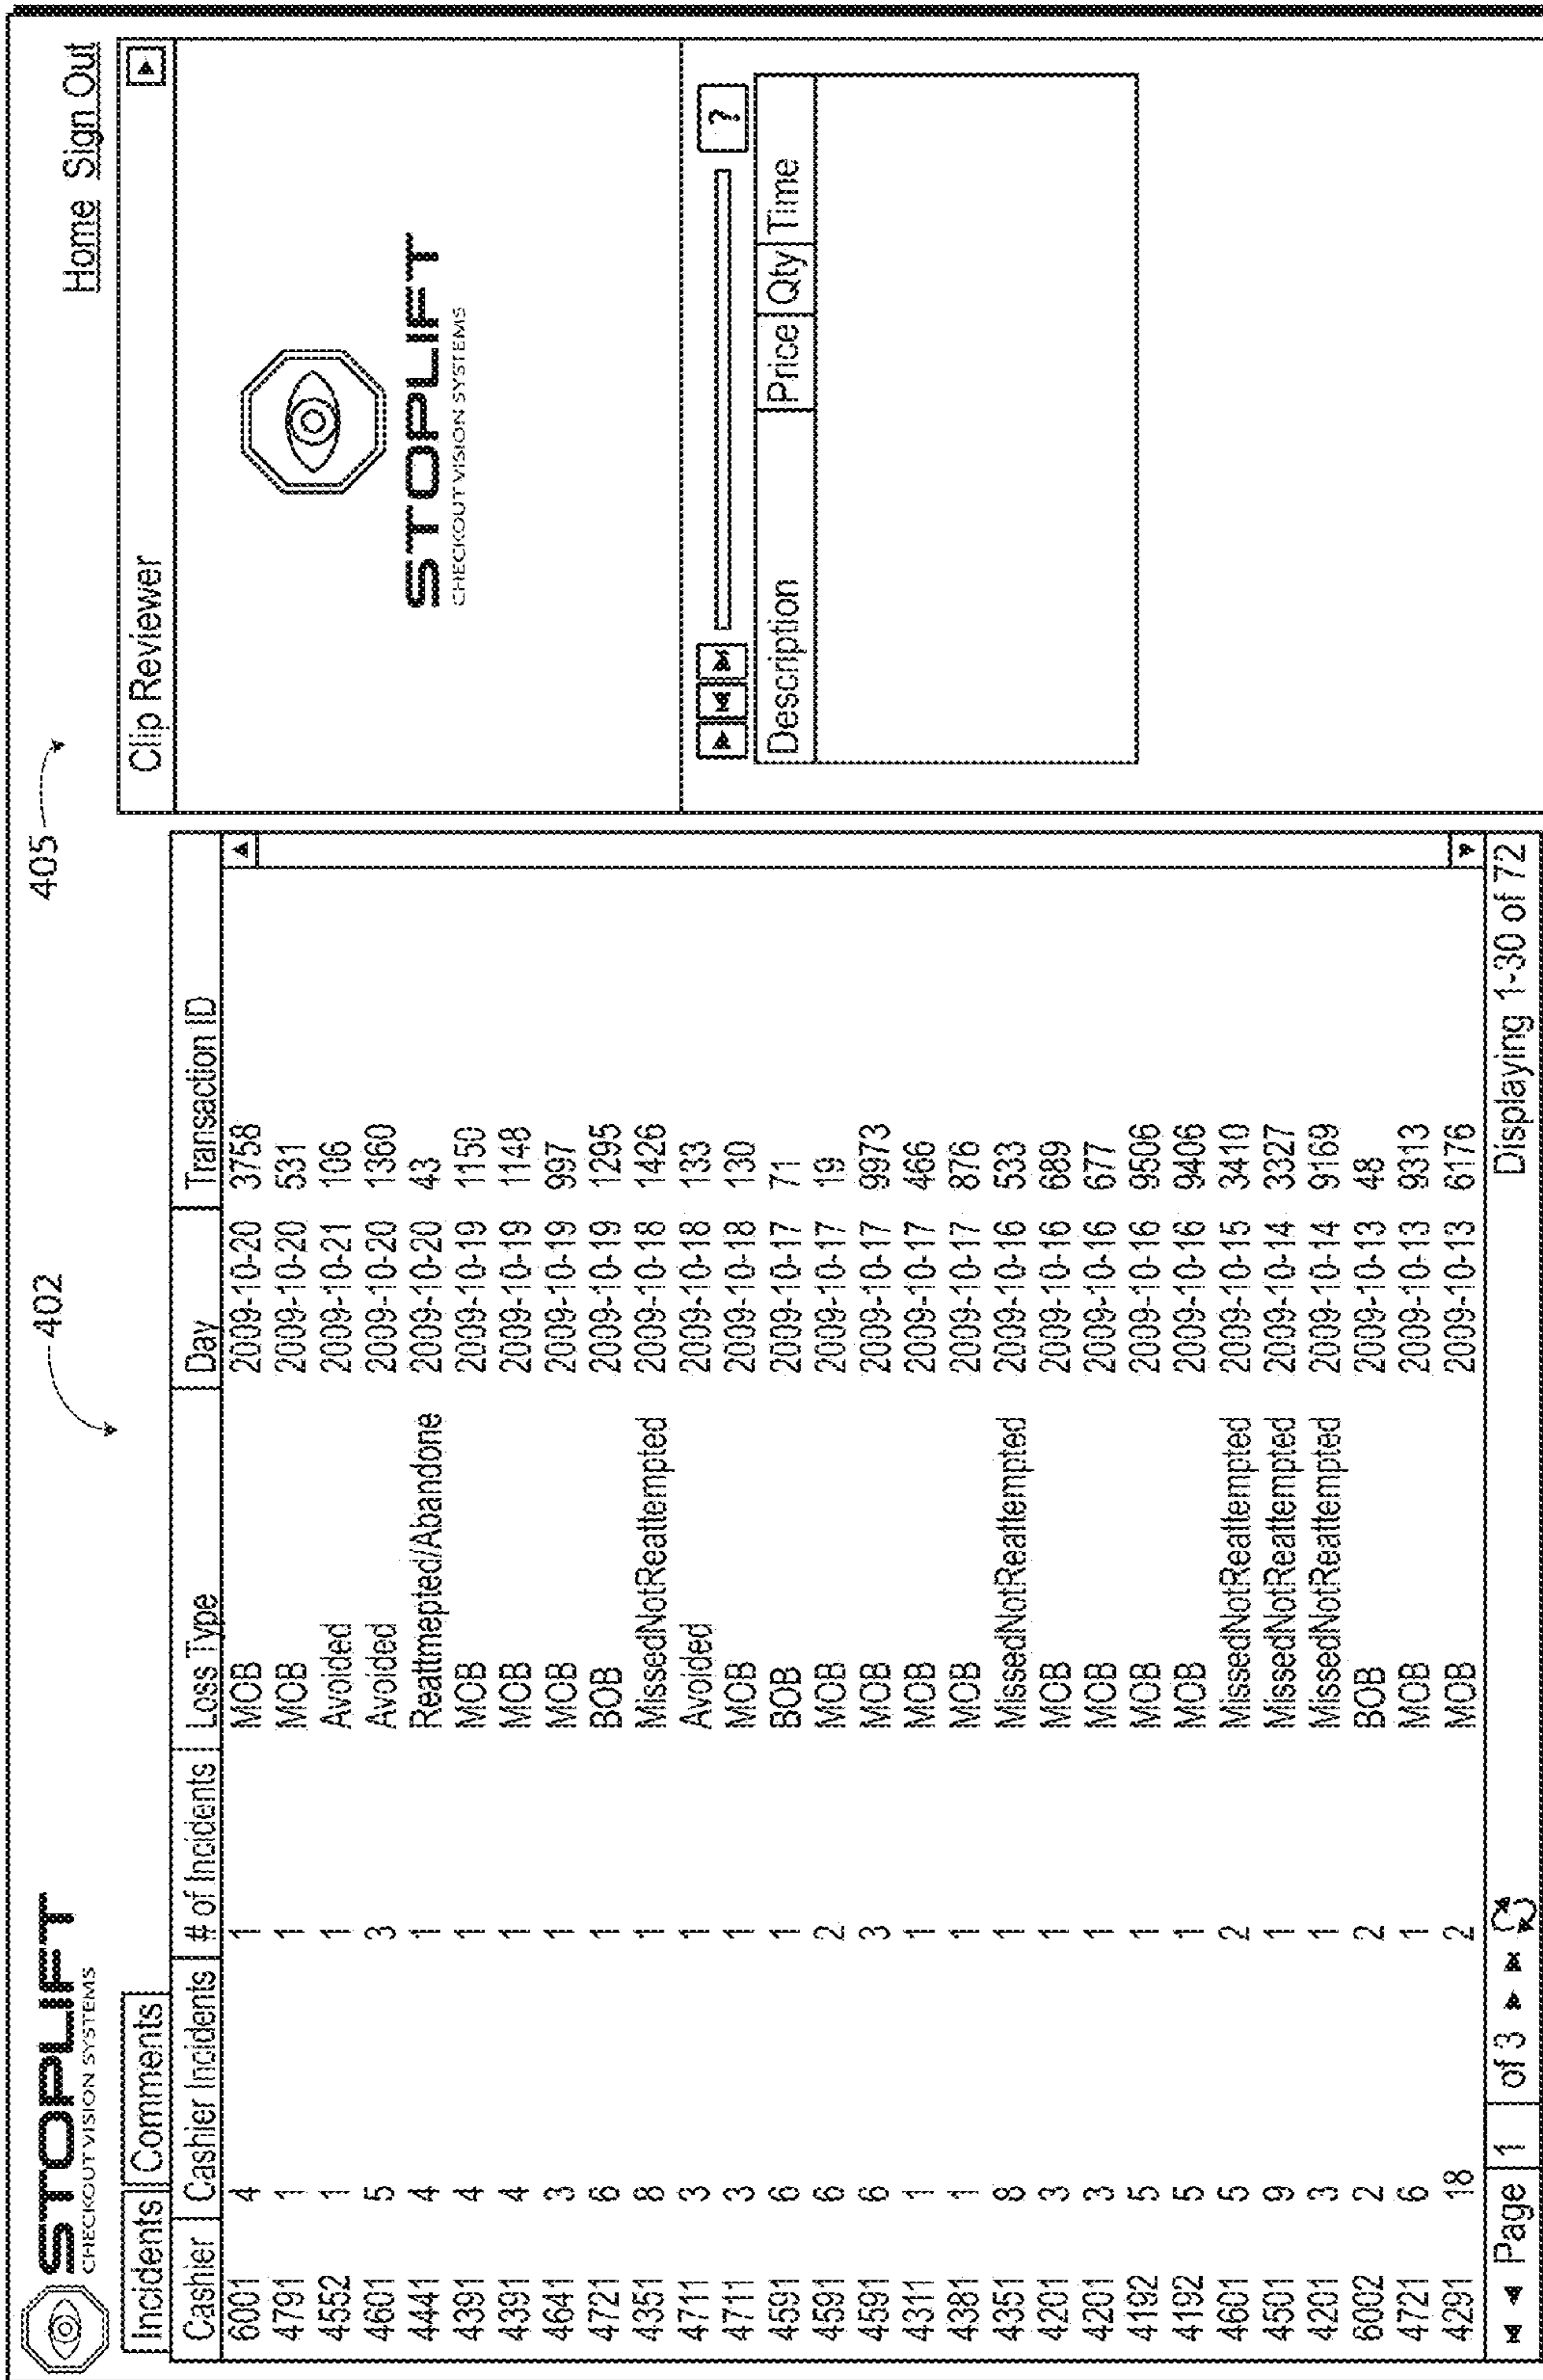 402
405
STOPLIFT
CHECKOUT VISION SYSTEMS
Home Sign Out
Incidents Comments
Cashier Cashier Incidents # of Incidents Loss Type Day Transaction ID
6001 4 1 MOB 2009-10-20 3758
4791 1 1 MOB 2009-10-20 531
4552 1 1 Avoided 2009-10-21 106
4601 5 3 Avoided 2009-10-20 1360
4441 4 1 Reattmepted/Abandone 2009-10-20 43
4391 4 1 MOB 2009-10-19 1150
4391 4 1 MOB 2009-10-19 1148
4641 3 1 MOB 2009-10-19 997
4721 6 1 BOB 2009-10-19 1295
4351 8 1 MissedNotReattempted 2009-10-18 1426
4711 3 1 Avoided 2009-10-18 133
4711 3 1 MOB 2009-10-18 130
4591 6 1 BOB 2009-10-17 71
4591 6 2 MOB 2009-10-17 19
4591 6 3 MOB 2009-10-17 9973
4311 1 1 MOB 2009-10-17 466
4381 1 1 MOB 2009-10-17 876
4351 8 1 MissedNotReattempted 2009-10-16 533
4201 3 1 MOB 2009-10-16 689
4201 3 1 MOB 2009-10-16 677
4192 5 1 MOB 2009-10-16 9506
4192 5 1 MOB 2009-10-16 9406
4601 5 2 MissedNotReattempted 2009-10-15 3410
4501 9 1 MissedNotReattempted 2009-10-14 3327
4201 3 1 MissedNotReattempted 2009-10-14 9169
6002 2 2 BOB 2009-10-13 48
4721 6 1 MOB 2009-10-13 9313
4291 18 2 MOB 2009-10-13 6176
Page 1 of 3 Displaying 1-30 of 72
Clip Reviewer
STOPLIFT
CHECKOUT VISION SYSTEMS
?
Description Price Qty Time